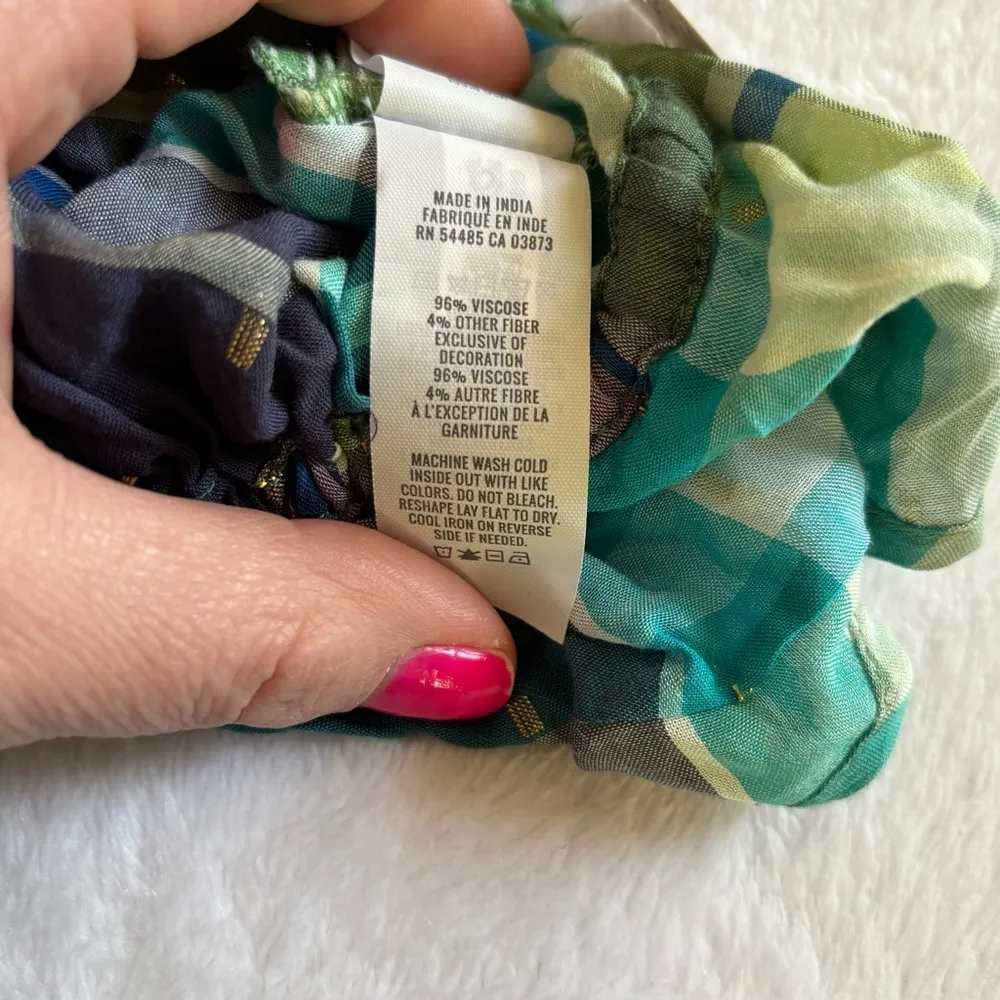 MADE IN INDIA
FABRIQUÉ EN INDE
RN 54485 CA 03873
96% VISCOSE
4% OTHER FIBER
EXCLUSIVE OF
DECORATION
96% VISCOSE
4% AUTRE FIBRE
À L'EXCEPTION DE LA
GARNITURE
MACHINE WASH COLD
INSIDE OUT WITH LIKE
COLORS. DO NOT BLEACH.
RESHAPE LAY FLAT TO DRY.
COOL IRON ON REVERSE
SIDE IF NEEDED.